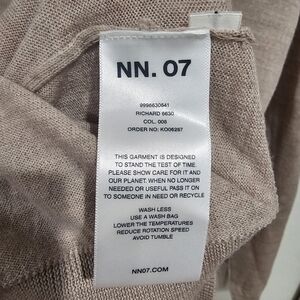 NN. 07
9996630841
RICHARD 6630
COL. 008
ORDER NO: KO06287
THIS GARMENT IS DESIGNED
TO STAND THE TEST OF TIME.
PLEASE SHOW CARE FOR IT AND
OUR PLANET. WHEN NO LONGER
NEEDED OR USEFUL PASS IT ON
TO SOMEONE IN NEED OR RECYCLE
WASH LESS
USE A WASH BAG
LOWER THE TEMPERATURES
REDUCE ROTATION SPEED
AVOID TUMBLE
NN07.COM